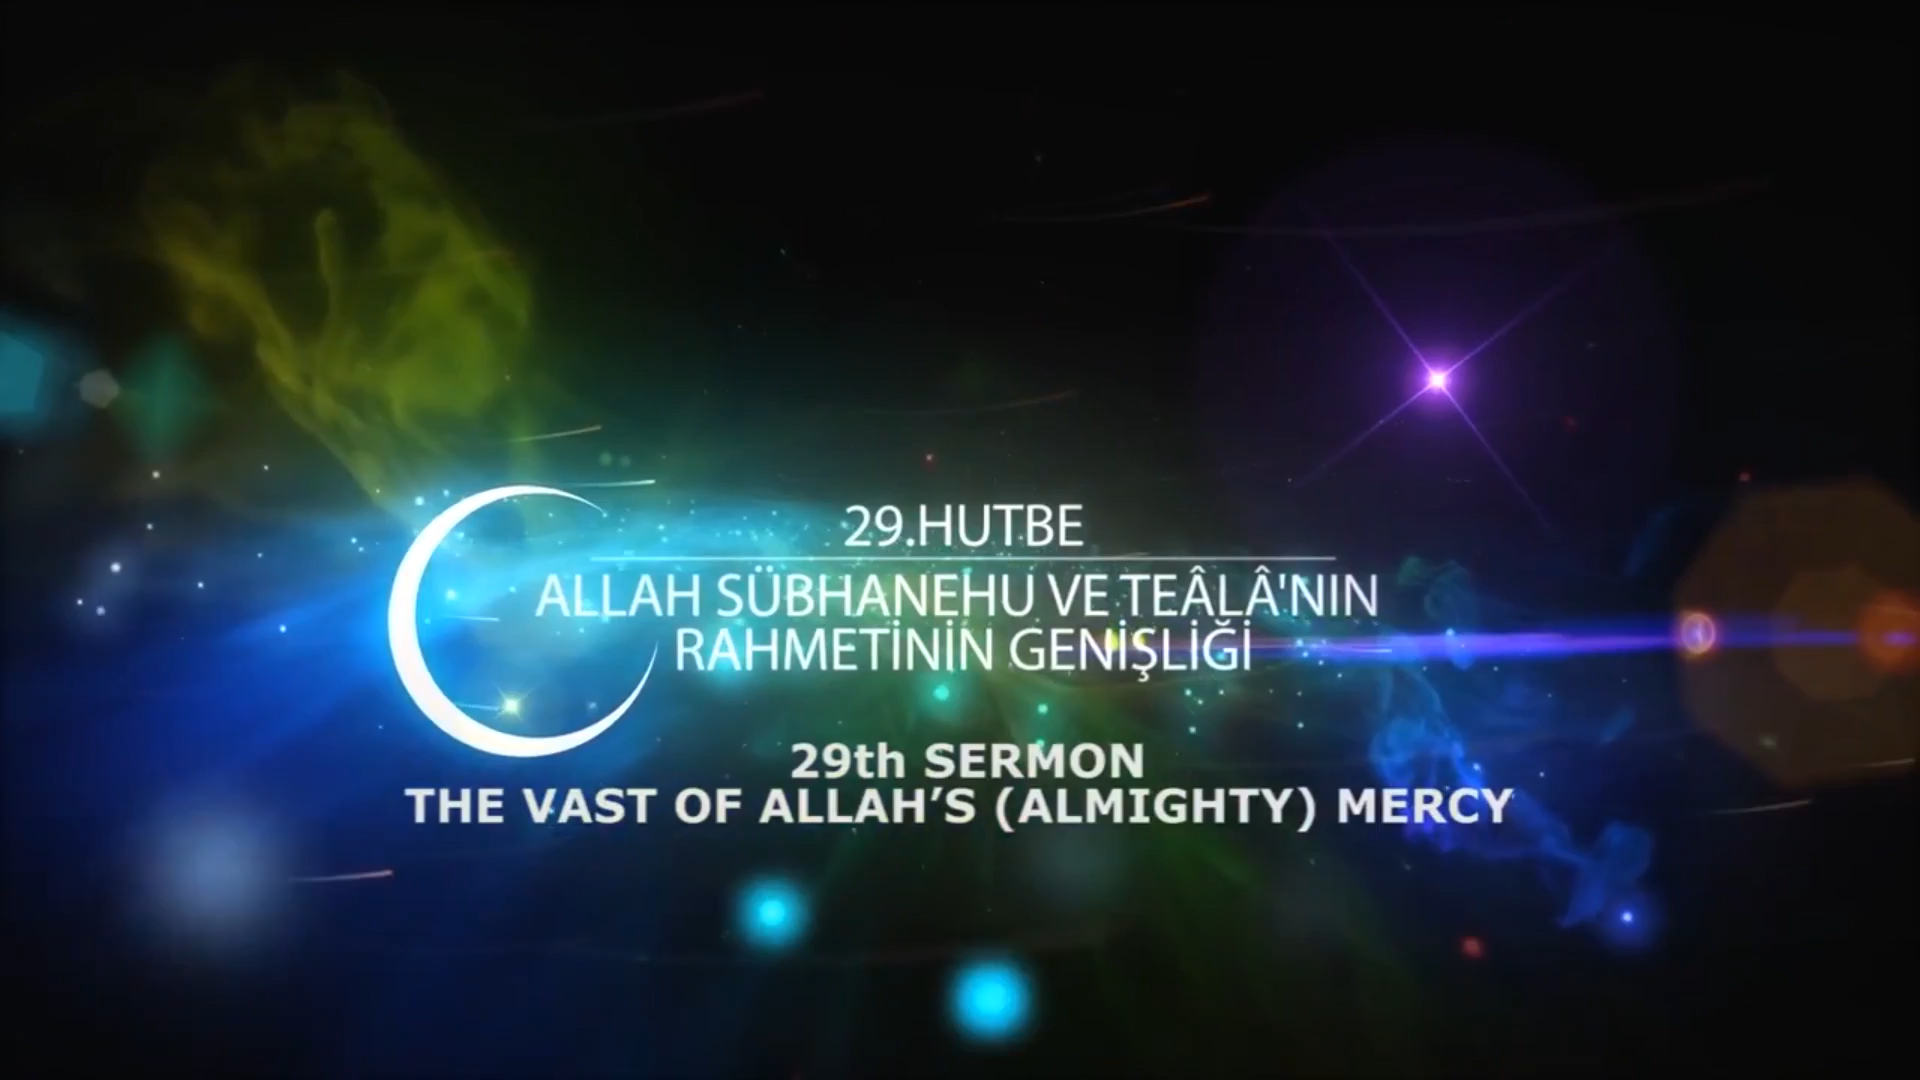 29.HUTBE
ALLAH SÜBHANEHU VE TEÂLÂ'NIN
RAHMETİNİN GENİŞLİĞİ
29th SERMON
THE VAST OF ALLAH’S (ALMIGHTY) MERCY